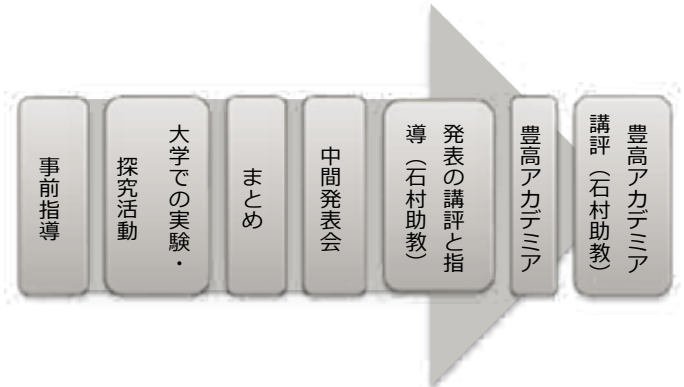 事前指導
大学での実験・
探究活動
まとめ
中間発表会
発表の講評と指
導（石村助教）
豊高アカデミア
豊高アカデミア
講評（石村助教）